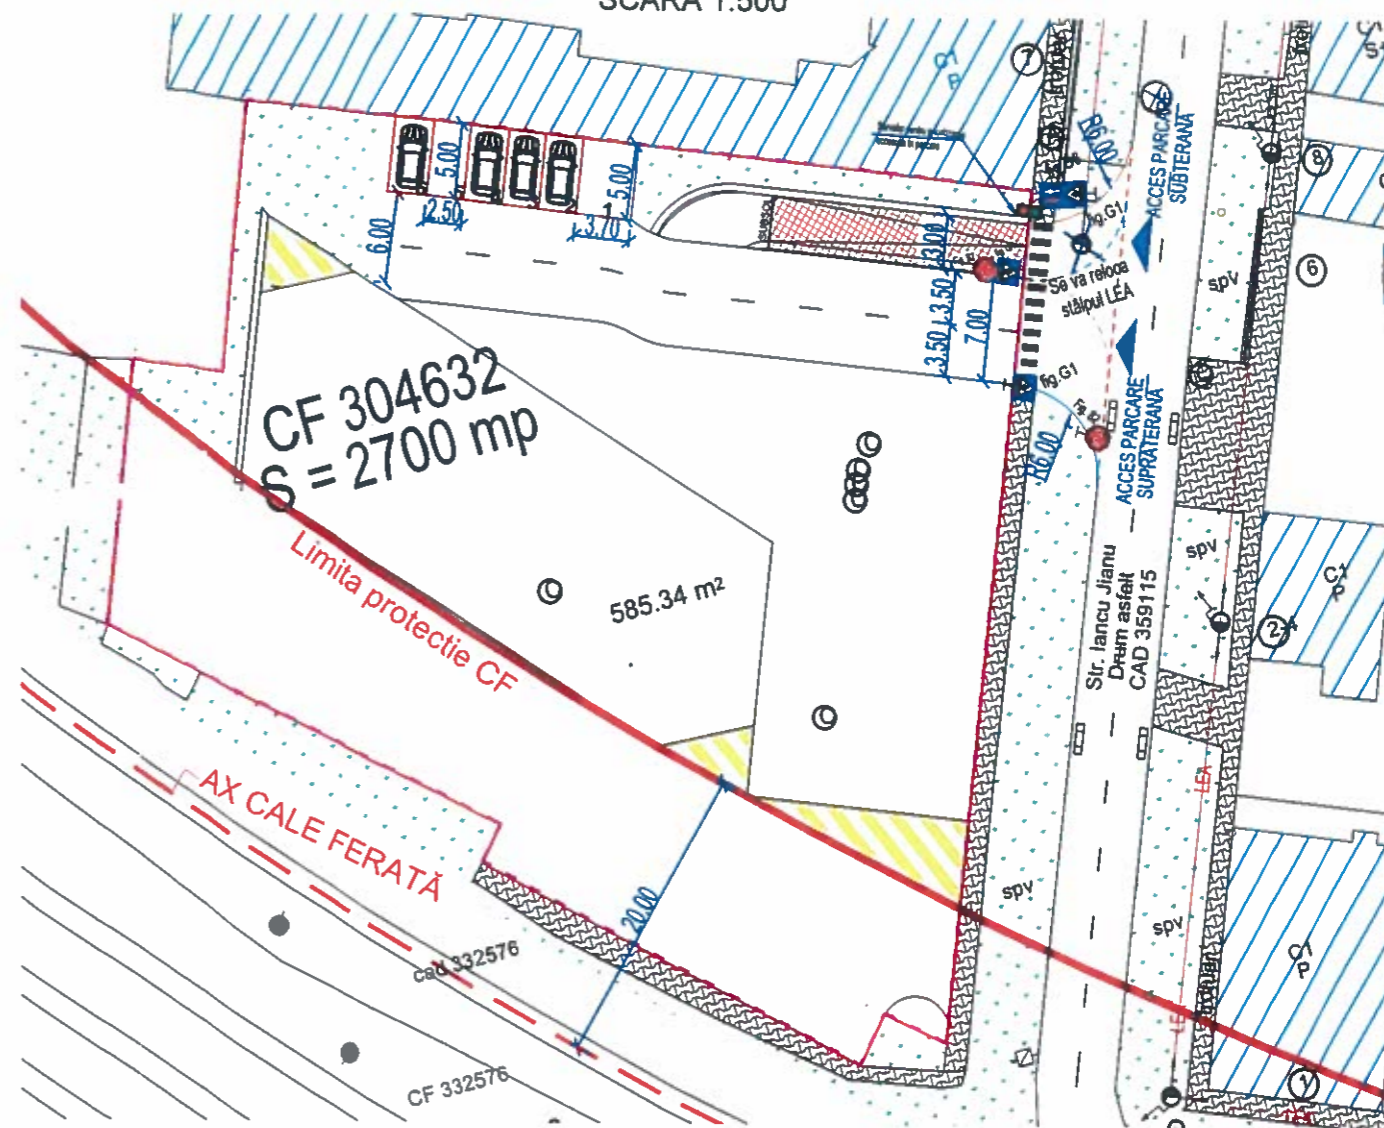 SCARA 1:500
C1
P
7
8
6
5.00
2.50
6.00
3.70
5.00
SUBSOL
3.00
3.50
3.50
7.00
R6.00
ACCES PARCARE
SUBTERANĂ
fig.G1
Se va reloca
stâlpul LEA
spv
fig.G1
R6.00
ACCES PARCARE
SUPRATERANĂ
CF 304632
S = 2700 mp
Limita protectie CF
585.34 m²
Str. Iancu Jianu
Drum asfalt
CAD 359115
spv
C1
P
2A
LEA
AX CALE FERATĂ
20.00
cad 332576
CF 332576
spv
spv
C1
P
1